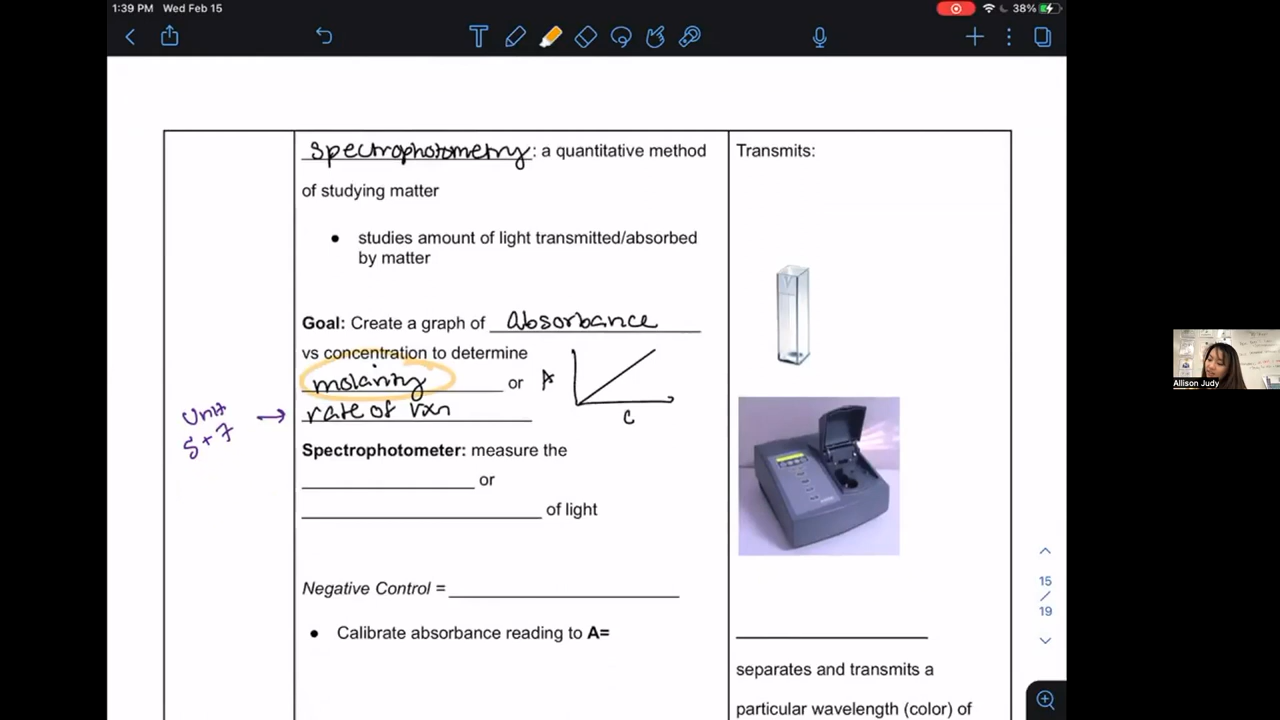 1:39 PM Wed Feb 15
38%
spectrophotometry: a quantitative method
of studying matter
• studies amount of light transmitted/absorbed
by matter
Goal: Create a graph of Absorbance
vs concentration to determine
molarity or
rate of rxn
A
C
Unit
5+7
Spectrophotometer: measure the
or
of light
Negative Control =
• Calibrate absorbance reading to A=
Transmits:
separates and transmits a
particular wavelength (color) of
15
19
Allison Judy